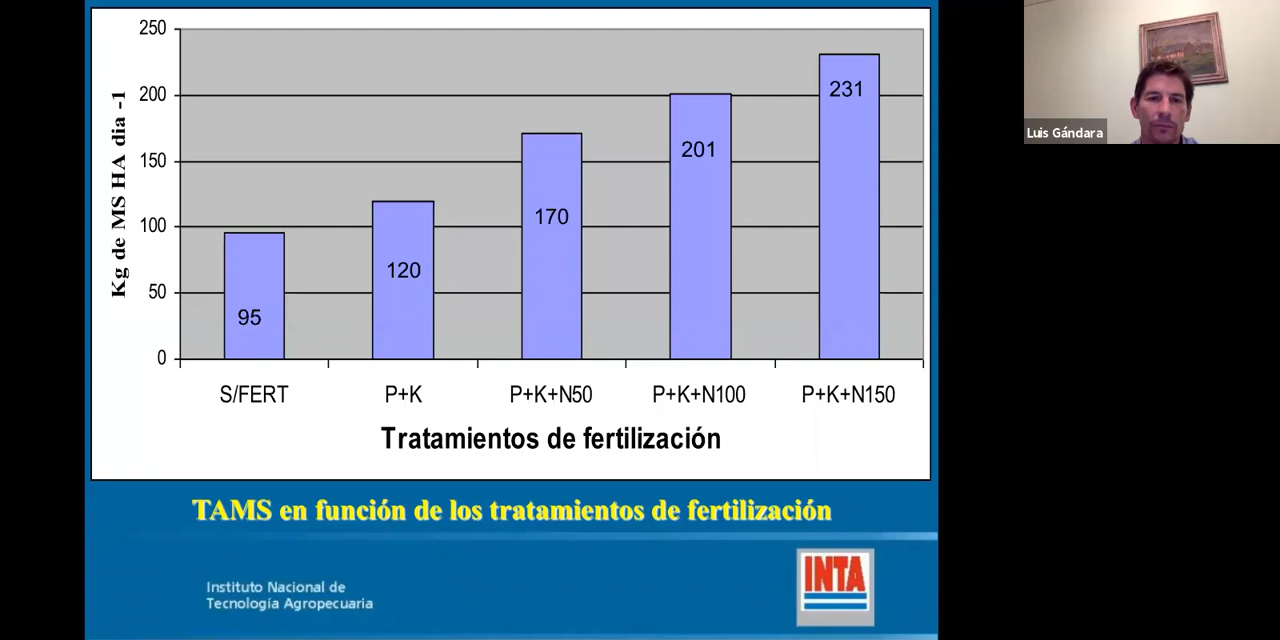 250
200
150
100
50
0
Kg de MS HA dia -1
95
120
170
201
231
S/FERT
P+K
P+K+N50
P+K+N100
P+K+N150
Tratamientos de fertilización
TAMS en función de los tratamientos de fertilización
Instituto Nacional de
Tecnología Agropecuaria
INTA
Luis Gándara